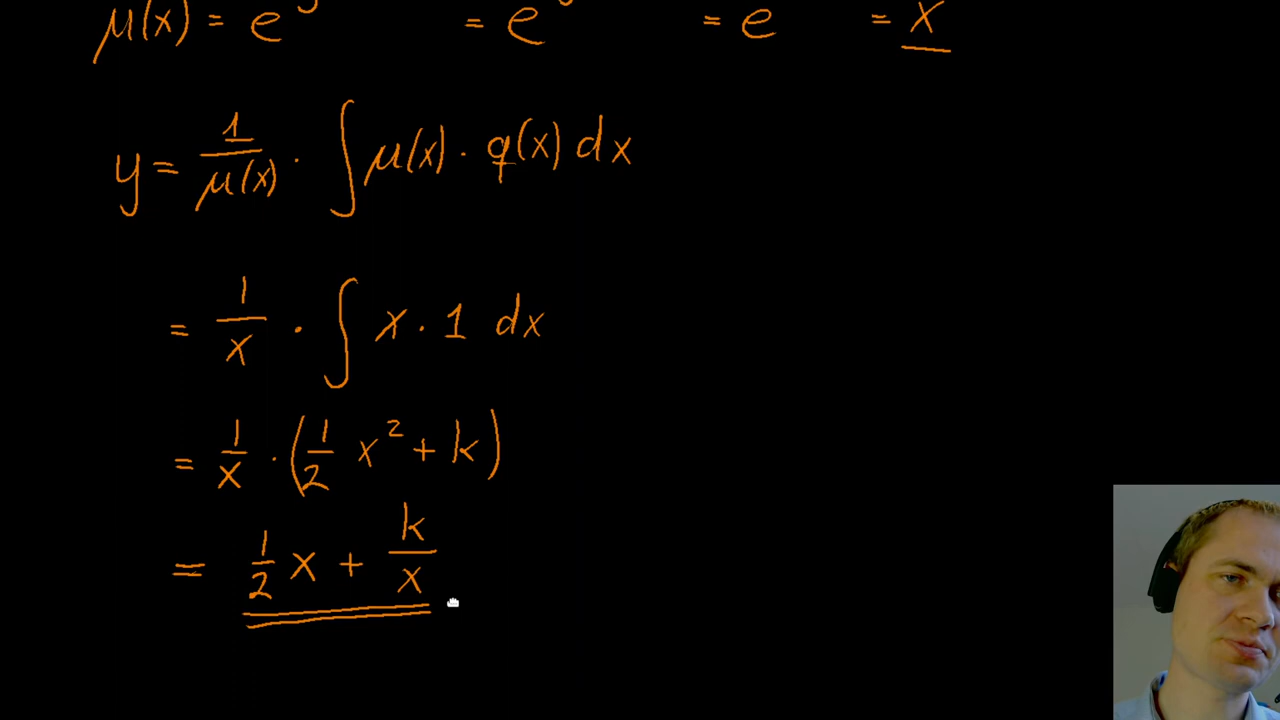 μ(x) = e = e = e = x
y = 1/μ(x) · ∫ μ(x) · q(x) dx
= 1/x · ∫ x · 1 dx
= 1/x · (1/2 x² + k)
= 1/2 x + k/x